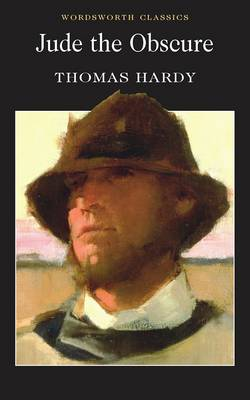 WORDSWORTH CLASSICS
Jude the Obscure
THOMAS HARDY